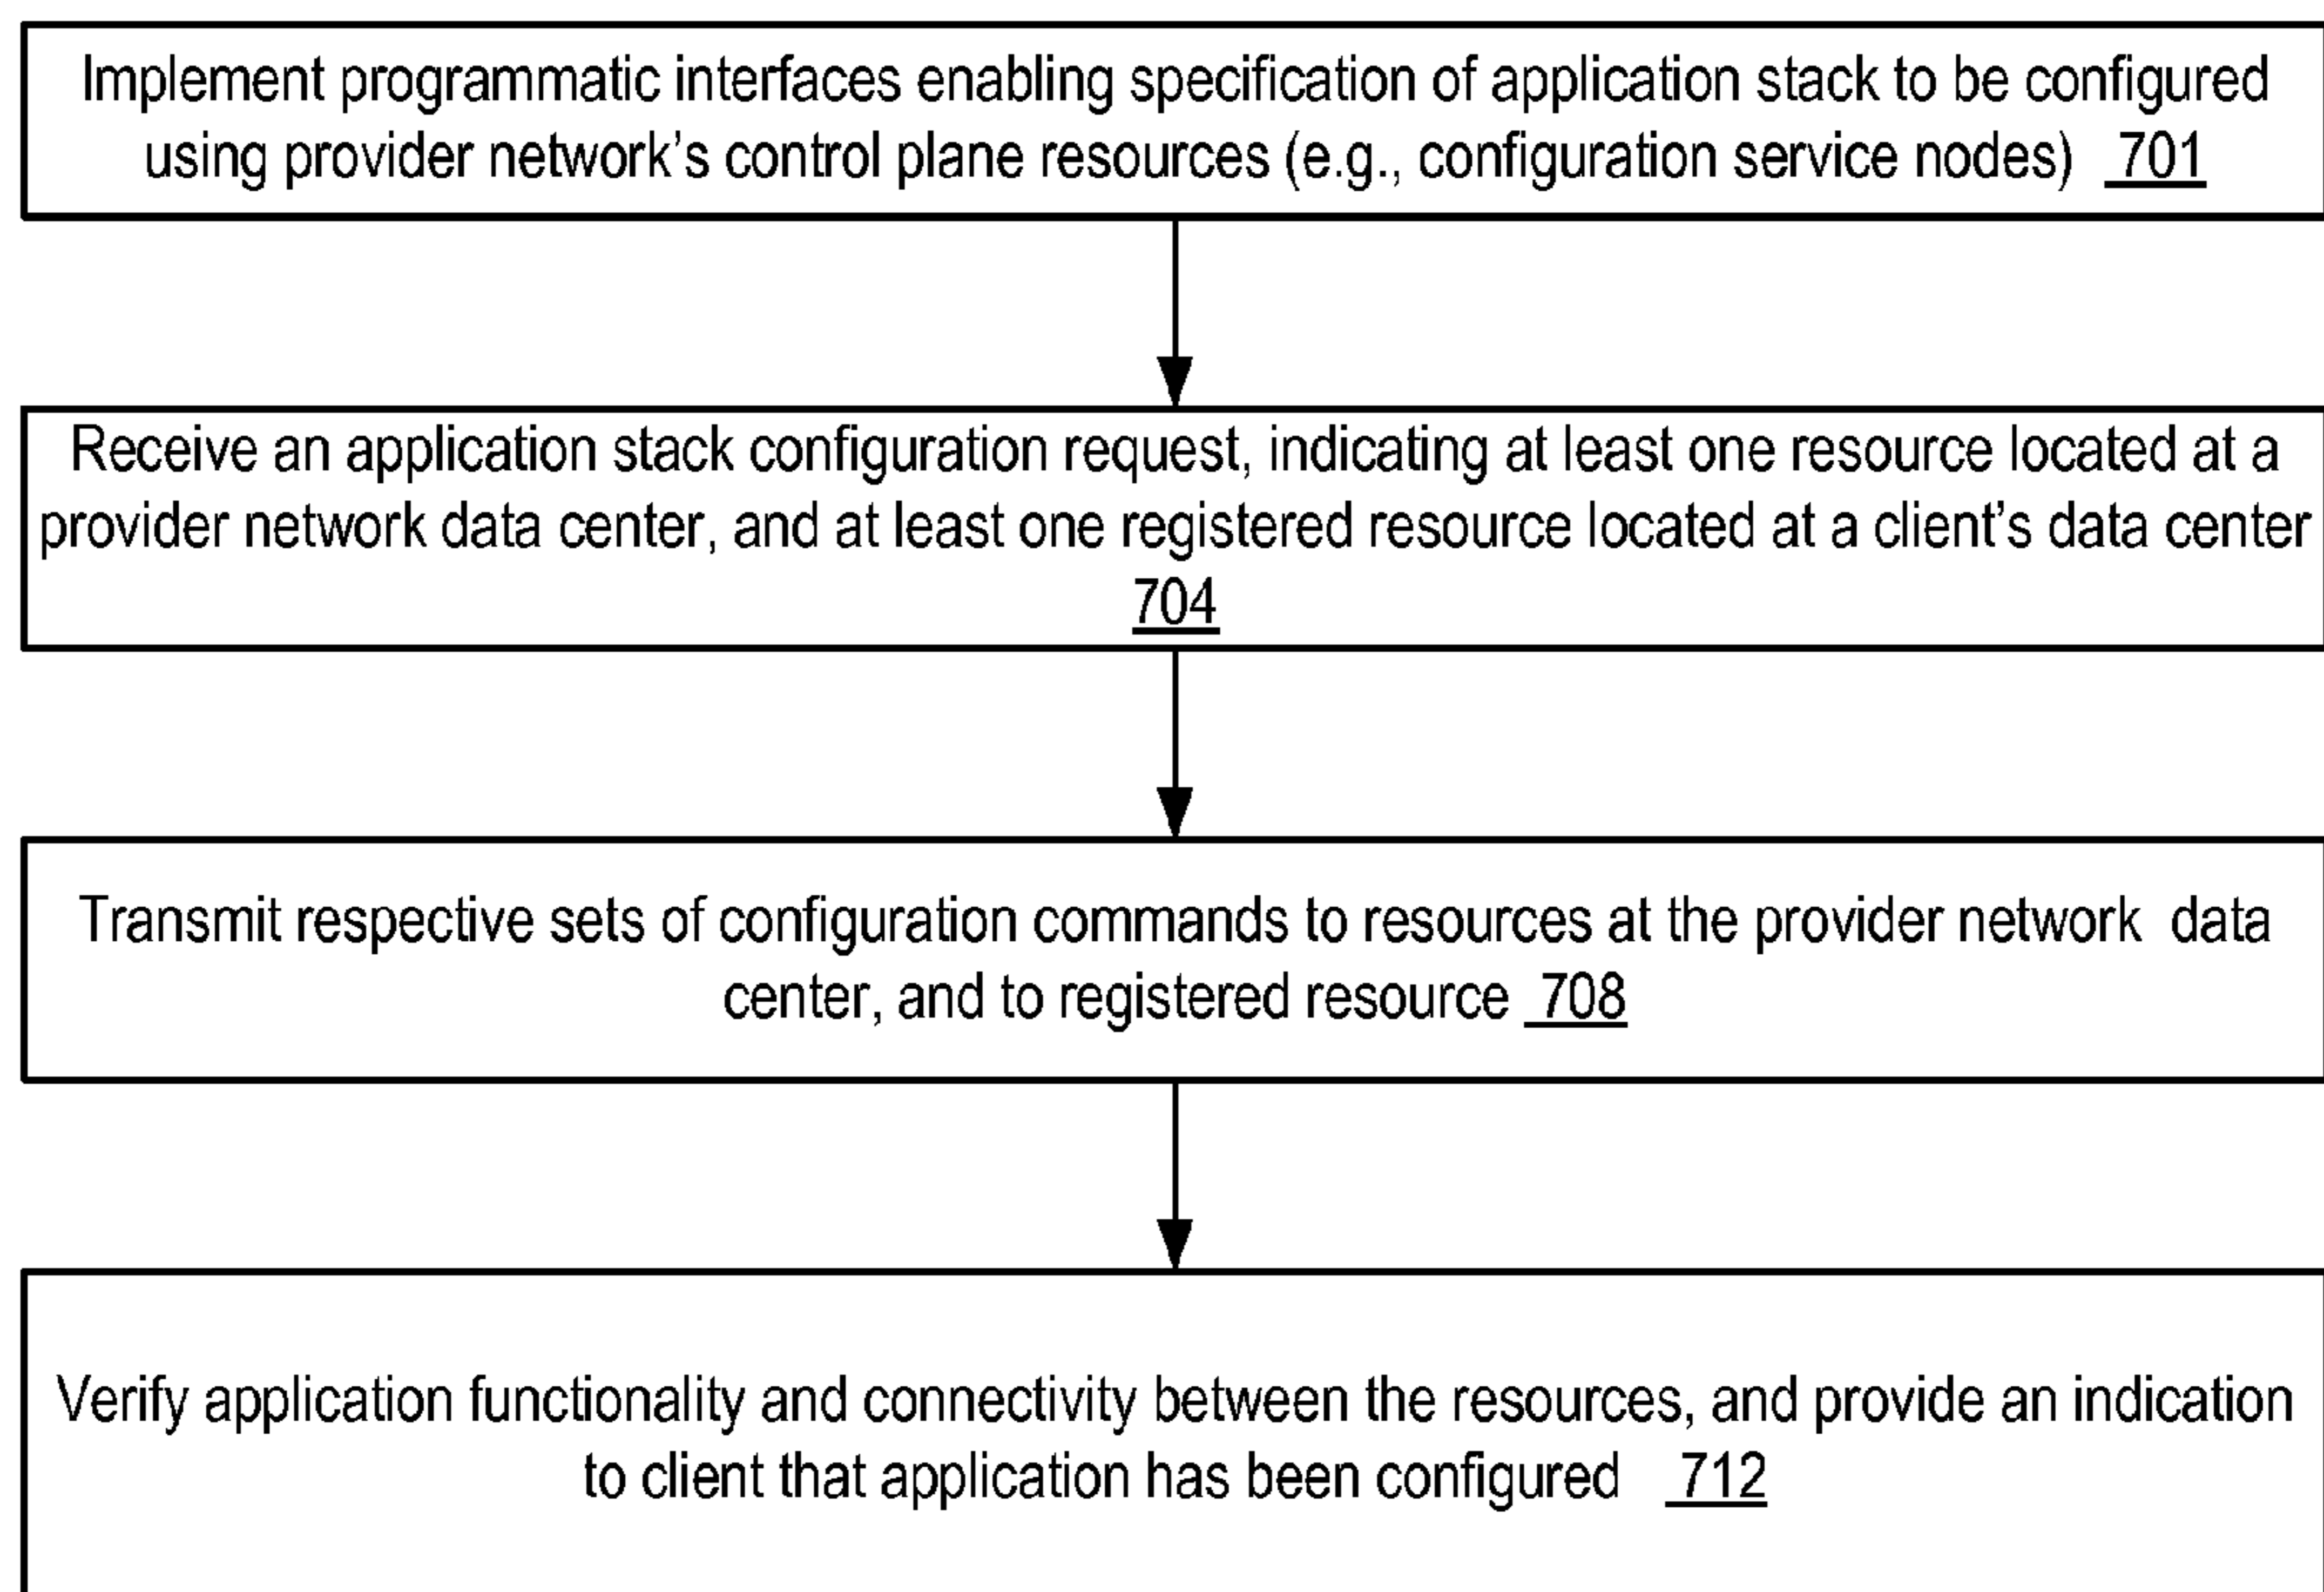 Implement programmatic interfaces enabling specification of application stack to be configured
using provider network's control plane resources (e.g., configuration service nodes) 701
Receive an application stack configuration request, indicating at least one resource located at a
provider network data center, and at least one registered resource located at a client's data center
704
Transmit respective sets of configuration commands to resources at the provider network data
center, and to registered resource 708
Verify application functionality and connectivity between the resources, and provide an indication
to client that application has been configured 712